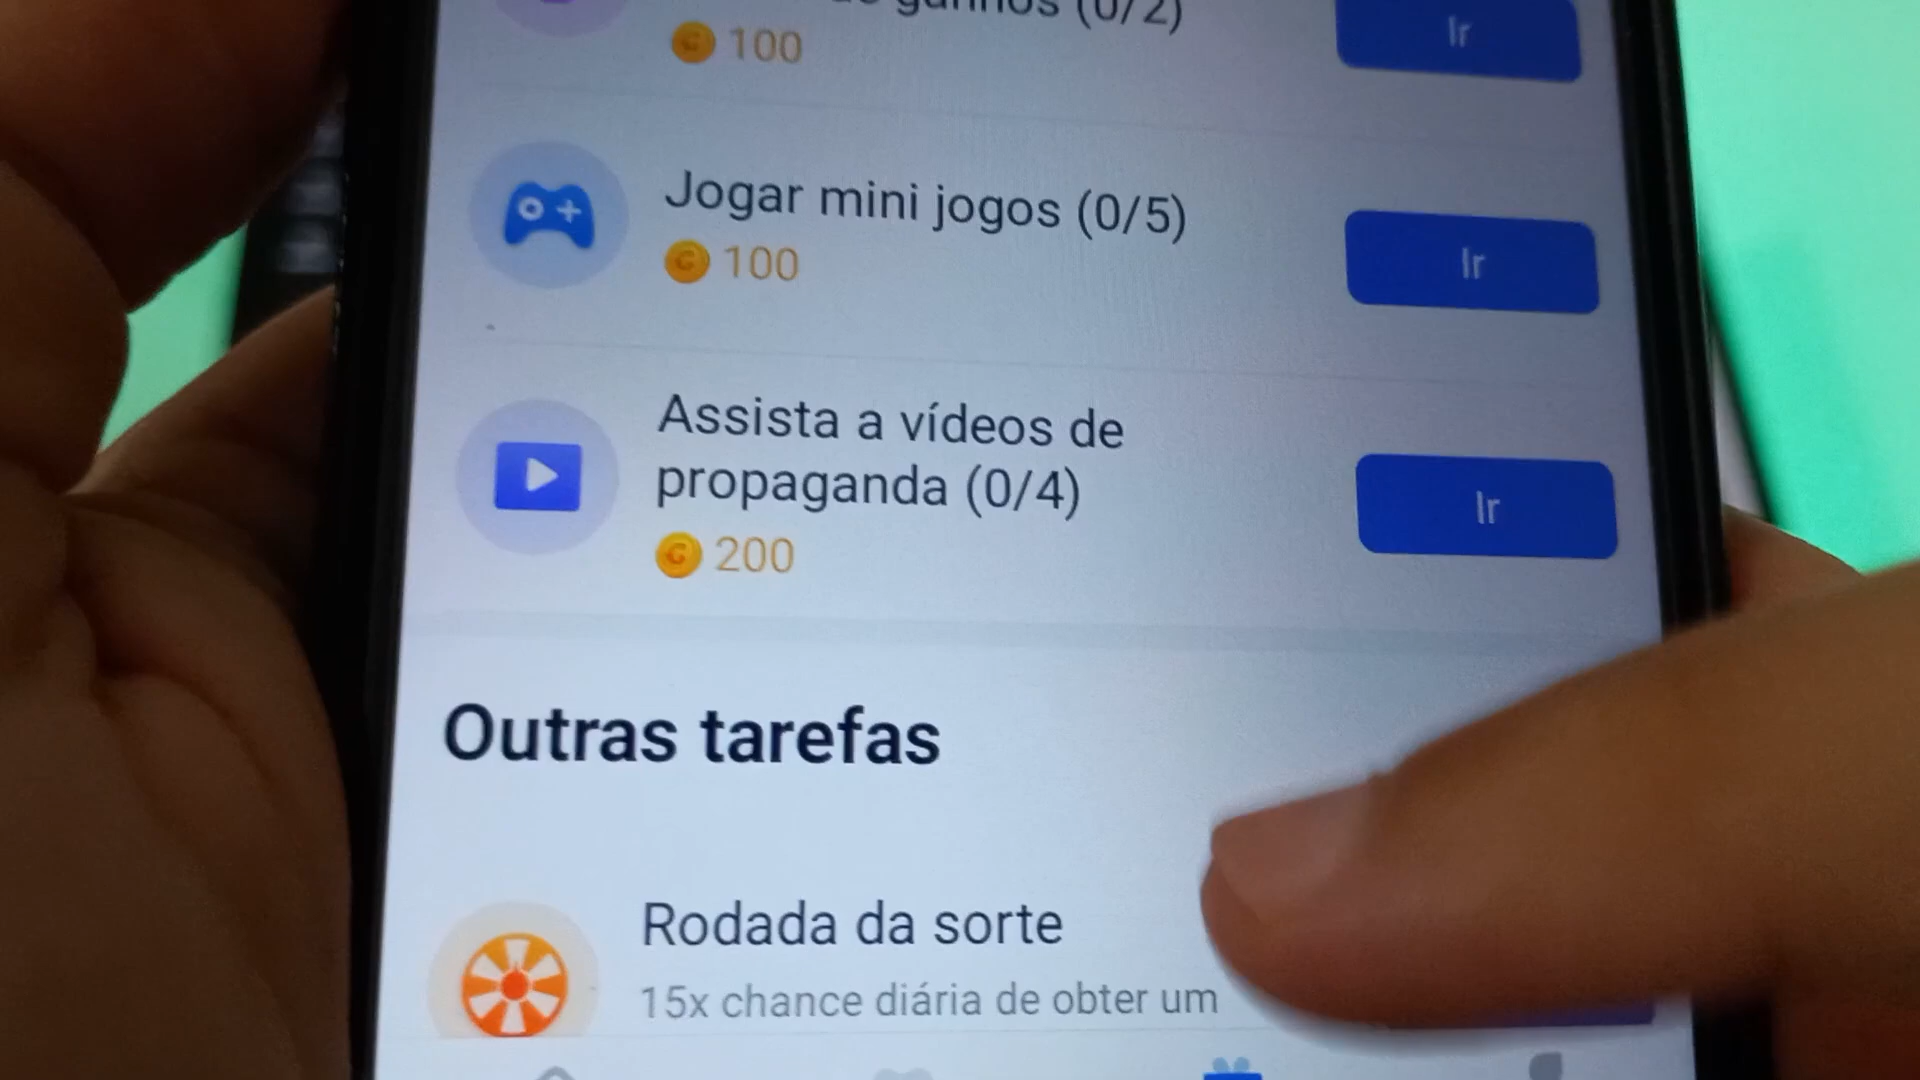 ganhos (0/2)
100
Ir
Jogar mini jogos (0/5)
100
Ir
Assista a vídeos de
propaganda (0/4)
200
Ir
Outras tarefas
Rodada da sorte
15x chance diária de obter um